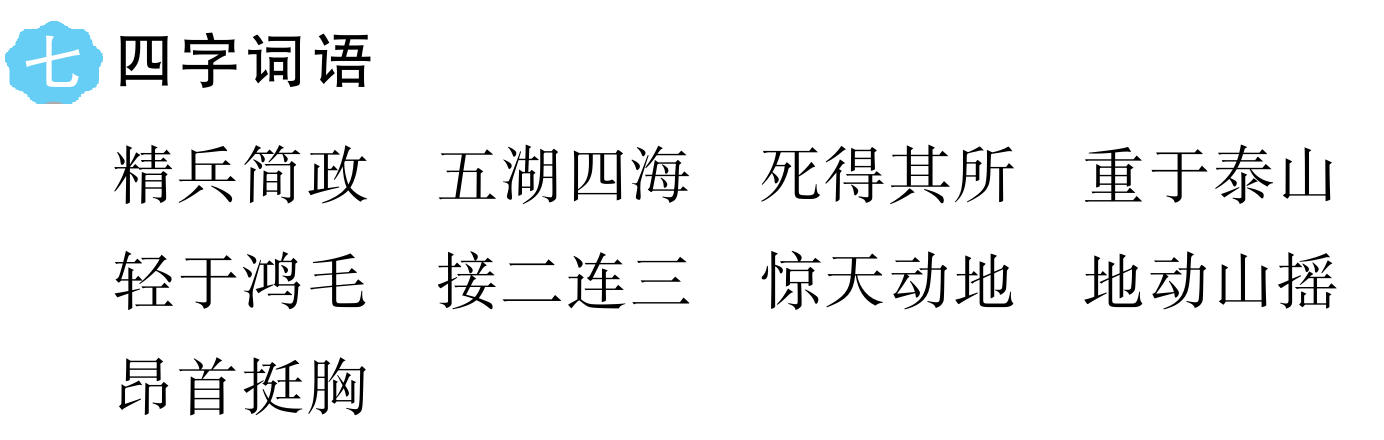 七 四字词语
精兵简政 五湖四海 死得其所 重于泰山
轻于鸿毛 接二连三 惊天动地 地动山摇
昂首挺胸